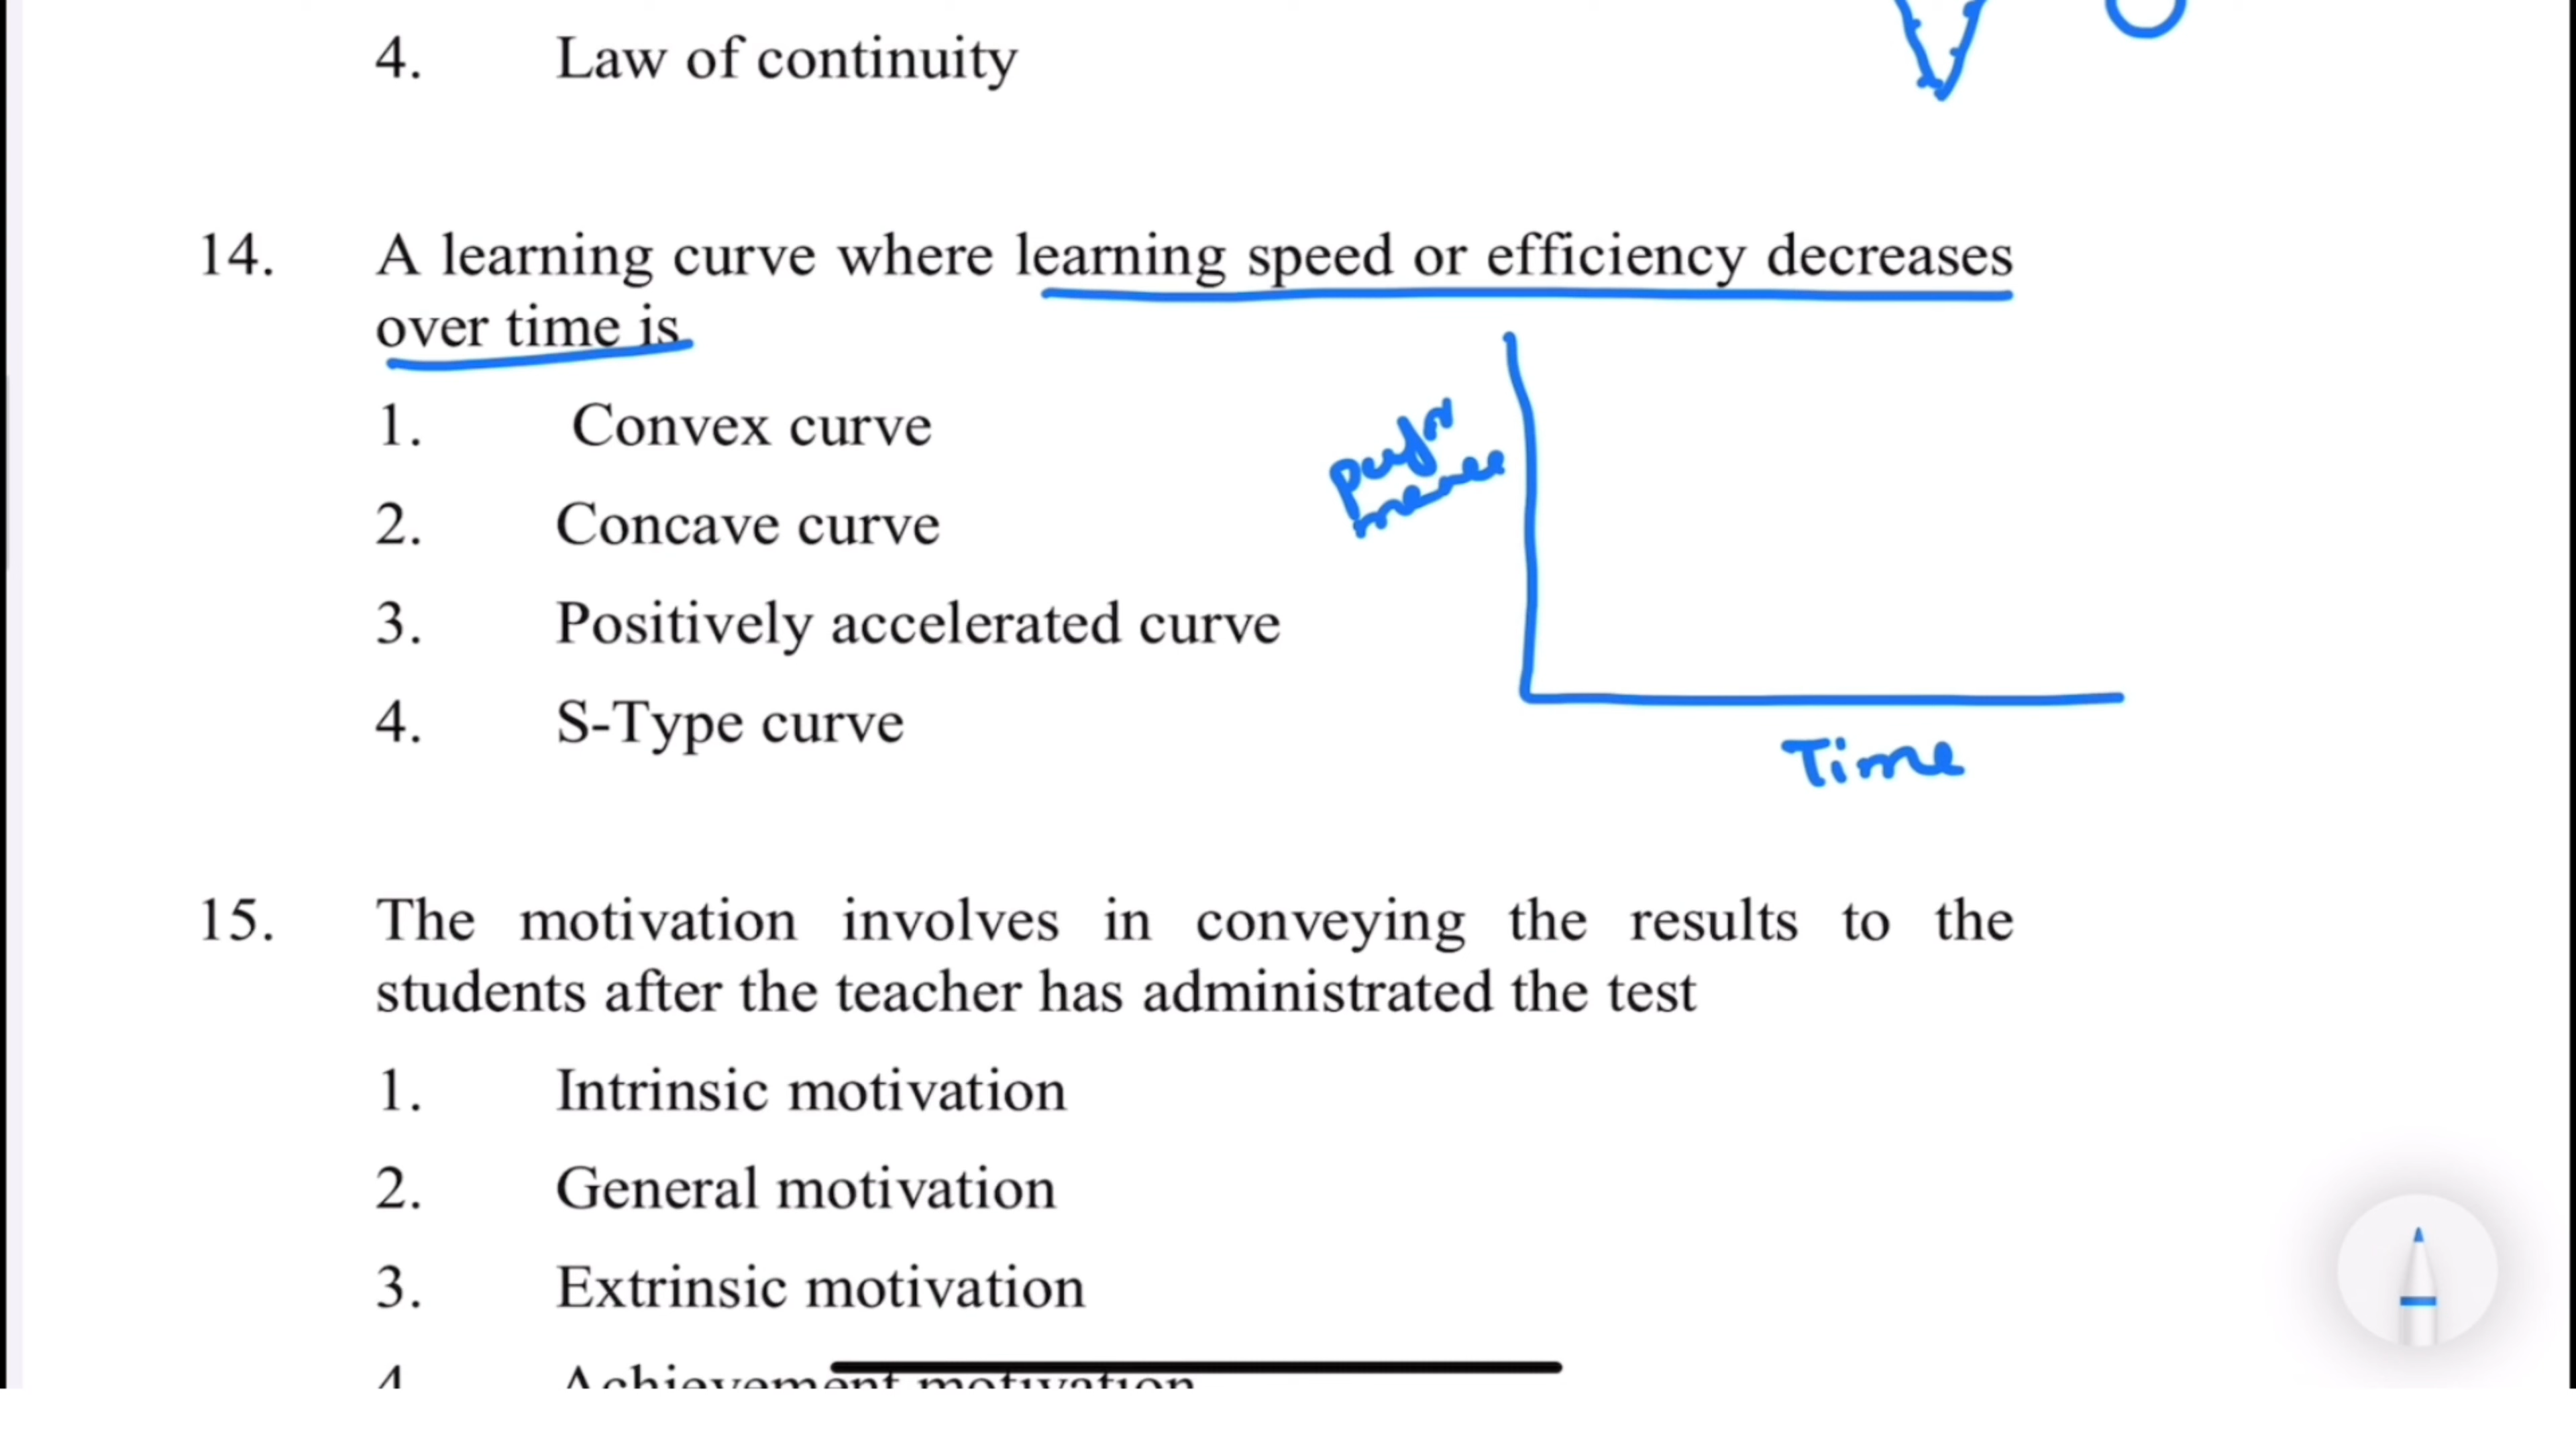 4. Law of continuity
14. A learning curve where learning speed or efficiency decreases
over time is
1. Convex curve
2. Concave curve
3. Positively accelerated curve
4. S-Type curve
Time
15. The motivation involves in conveying the results to the
students after the teacher has administrated the test
1. Intrinsic motivation
2. General motivation
3. Extrinsic motivation
4 Achievement motivation